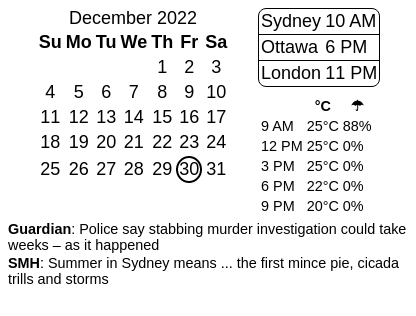 December 2022
Su Mo Tu We Th Fr Sa
1 2 3
4 5 6 7 8 9 10
11 12 13 14 15 16 17
18 19 20 21 22 23 24
25 26 27 28 29 30 31
Sydney 10 AM
Ottawa 6 PM
London 11 PM
°C ☂
9 AM 25°C 88%
12 PM 25°C 0%
3 PM 25°C 0%
6 PM 22°C 0%
9 PM 20°C 0%
Guardian: Police say stabbing murder investigation could take
weeks – as it happened
SMH: Summer in Sydney means ... the first mince pie, cicada
trills and storms